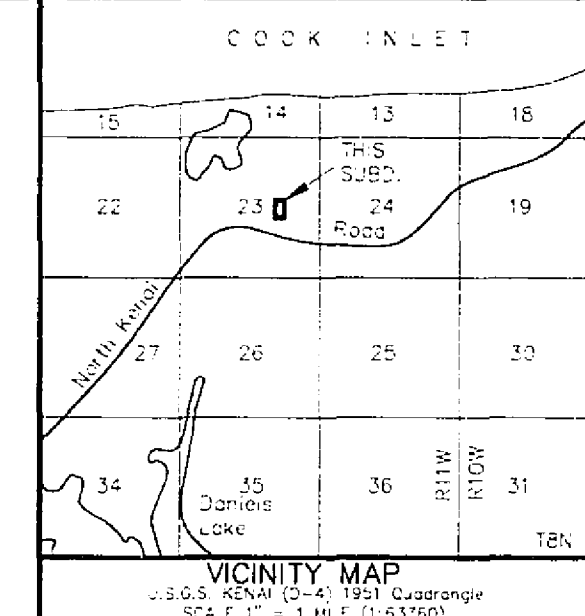 COOK INLET
15 14 13 18
THIS
SUBD.
22 23 24 19
Road
North Kenai
27 26 25 30
34 35 36 31
R11W R10W
Daniels
Lake
T8N
VICINITY MAP
U.S.G.S. KENAI (D-4) 1951 Quadrangle
SCALE 1" = 1 MILE (1:63360)